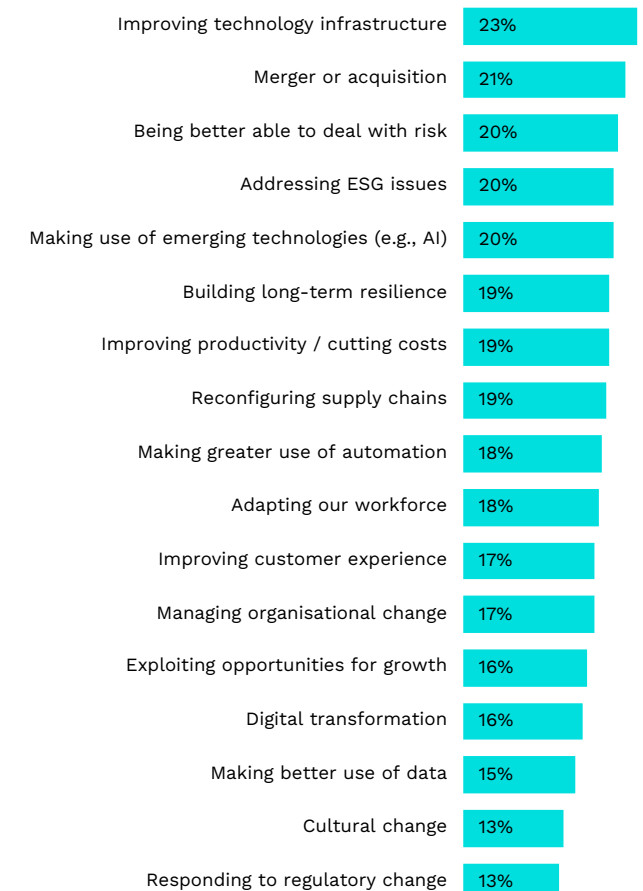 Improving technology infrastructure 23%
Merger or acquisition 21%
Being better able to deal with risk 20%
Addressing ESG issues 20%
Making use of emerging technologies (e.g., AI) 20%
Building long-term resilience 19%
Improving productivity / cutting costs 19%
Reconfiguring supply chains 19%
Making greater use of automation 18%
Adapting our workforce 18%
Improving customer experience 17%
Managing organisational change 17%
Exploiting opportunities for growth 16%
Digital transformation 16%
Making better use of data 15%
Cultural change 13%
Responding to regulatory change 13%